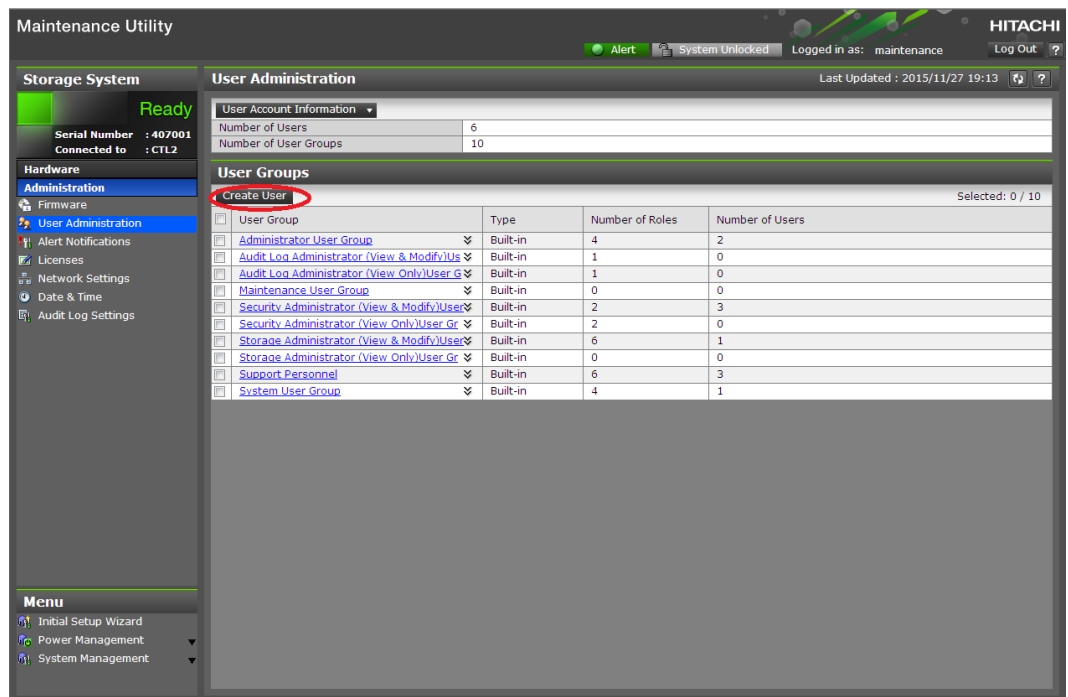 Maintenance Utility
HITACHI
Alert System Unlocked Logged in as: maintenance Log Out ?
Storage System
Ready
Serial Number : 407001
Connected to : CTL2
Hardware
Administration
Firmware
User Administration
Alert Notifications
Licenses
Network Settings
Date & Time
Audit Log Settings
Menu
Initial Setup Wizard
Power Management
System Management
User Administration Last Updated : 2015/11/27 19:13 ?
User Account Information
Number of Users 6
Number of User Groups 10
User Groups
Create User Selected: 0 / 10
User Group Type Number of Roles Number of Users
Administrator User Group Built-in 4 2
Audit Log Administrator (View & Modify)Us Built-in 1 0
Audit Log Administrator (View Only)User G Built-in 1 0
Maintenance User Group Built-in 0 0
Security Administrator (View & Modify)User Built-in 2 3
Security Administrator (View Only)User Gr Built-in 2 0
Storage Administrator (View & Modify)User Built-in 6 1
Storage Administrator (View Only)User Gr Built-in 0 0
Support Personnel Built-in 6 3
System User Group Built-in 4 1